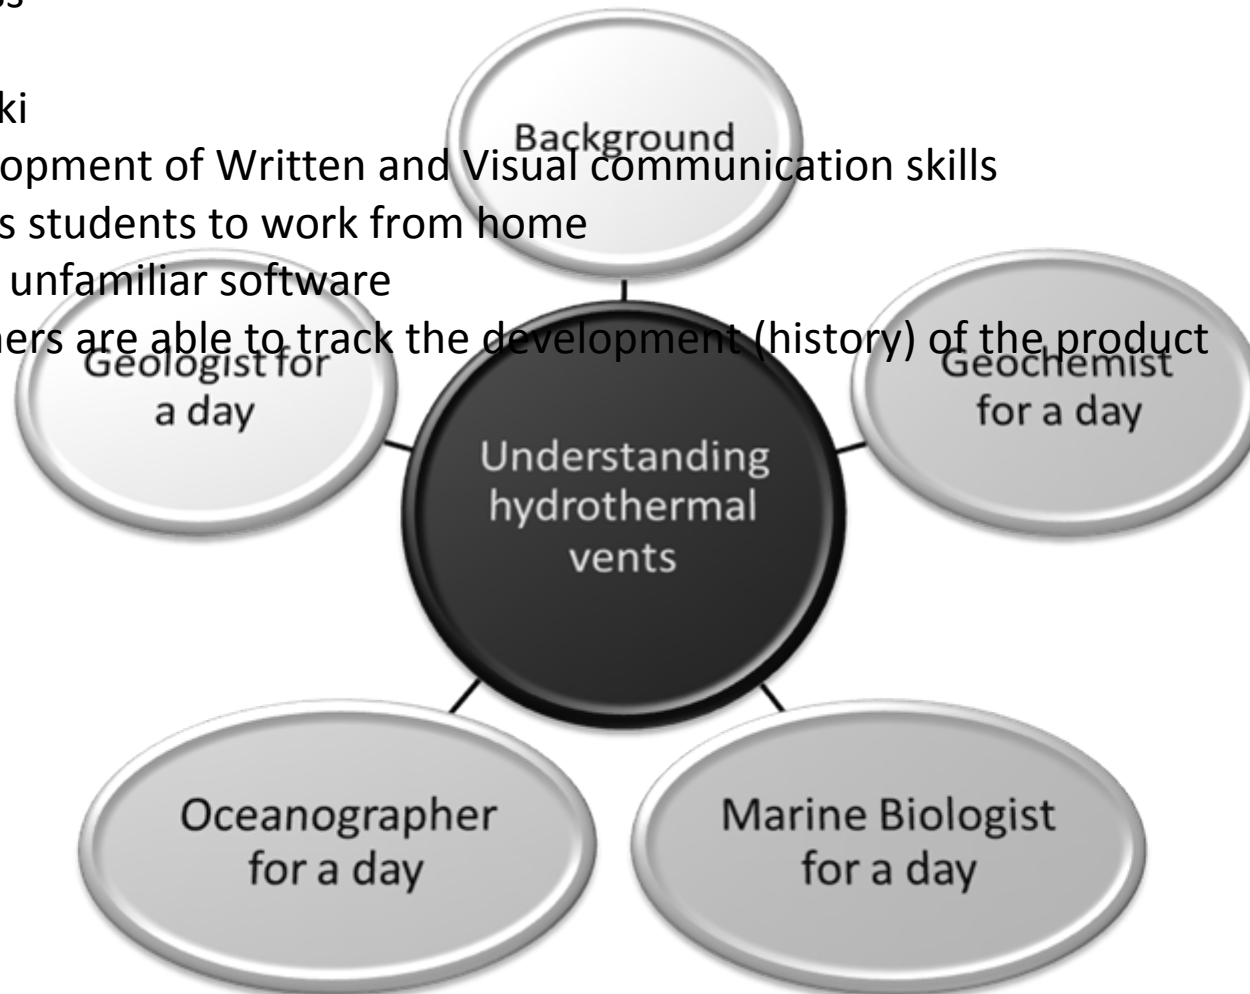 ss
ki
opment of Written and Visual communication skills
s students to work from home
unfamiliar software
ners are able to track the development (history) of the product
Background
Geologist for
a day
Geochemist
for a day
Understanding
hydrothermal
vents
Oceanographer
for a day
Marine Biologist
for a day